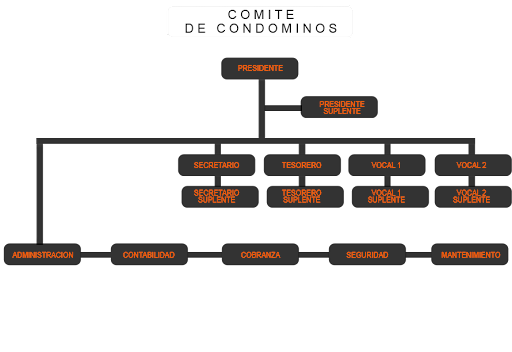 COMITE
DE CONDOMINOS
PRESIDENTE
PRESIDENTE
SUPLENTE
SECRETARIO
TESORERO
VOCAL 1
VOCAL 2
SECRETARIO
SUPLENTE
TESORERO
SUPLENTE
VOCAL 1
SUPLENTE
VOCAL 2
SUPLENTE
ADMINISTRACION
CONTABILIDAD
COBRANZA
SEGURIDAD
MANTENIMIENTO